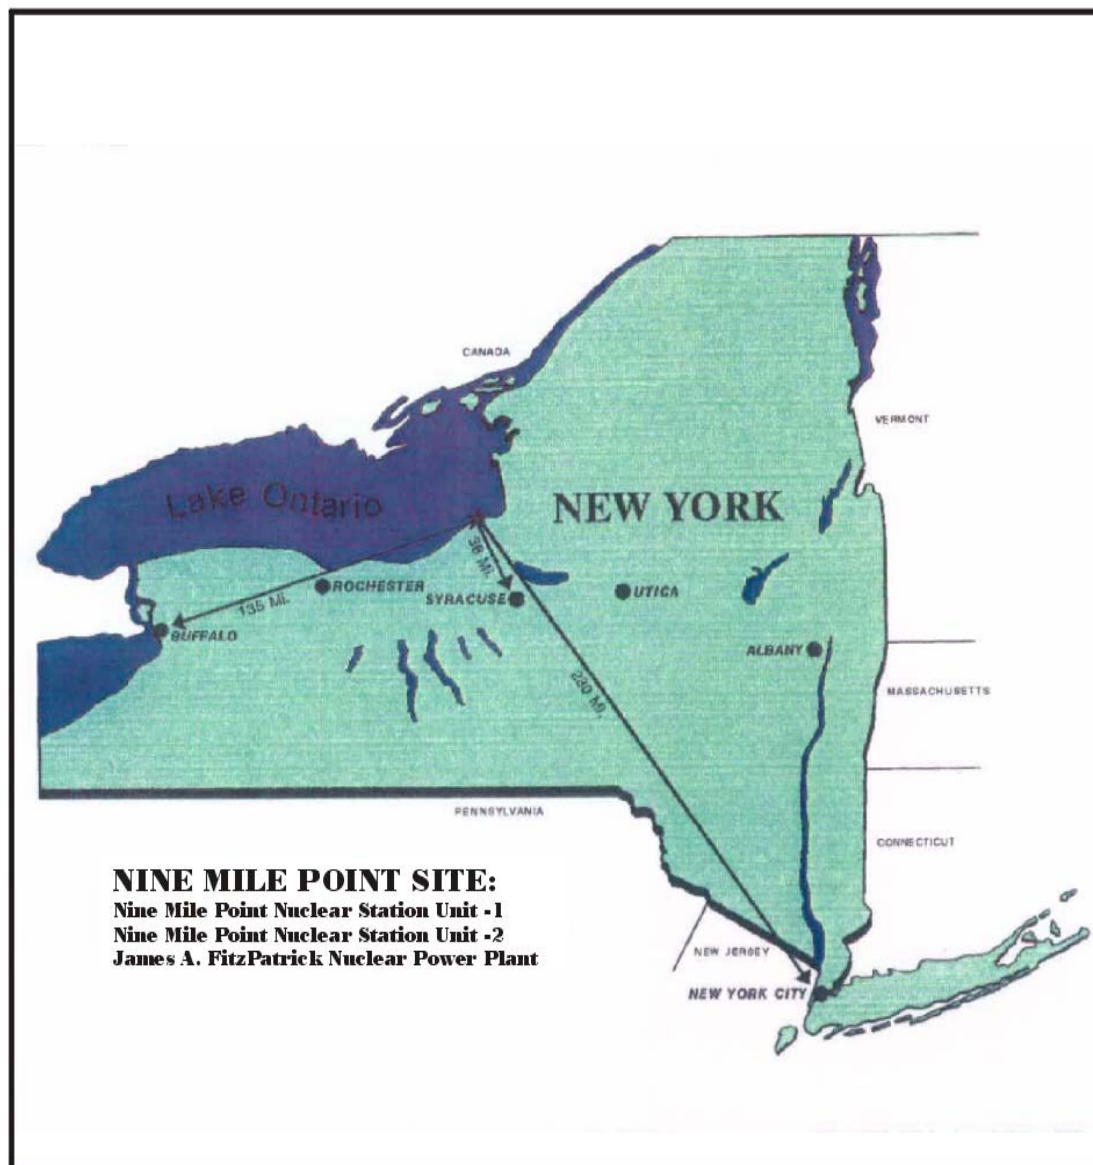 CANADA
VERMONT
Lake Ontario
NEW YORK
36 Mi.
ROCHESTER
SYRACUSE
UTICA
135 Mi.
BUFFALO
ALBANY
230 Mi.
MASSACHUSETTS
PENNSYLVANIA
CONNECTICUT
NINE MILE POINT SITE:
Nine Mile Point Nuclear Station Unit -1
Nine Mile Point Nuclear Station Unit -2
James A. FitzPatrick Nuclear Power Plant
NEW JERSEY
NEW YORK CITY